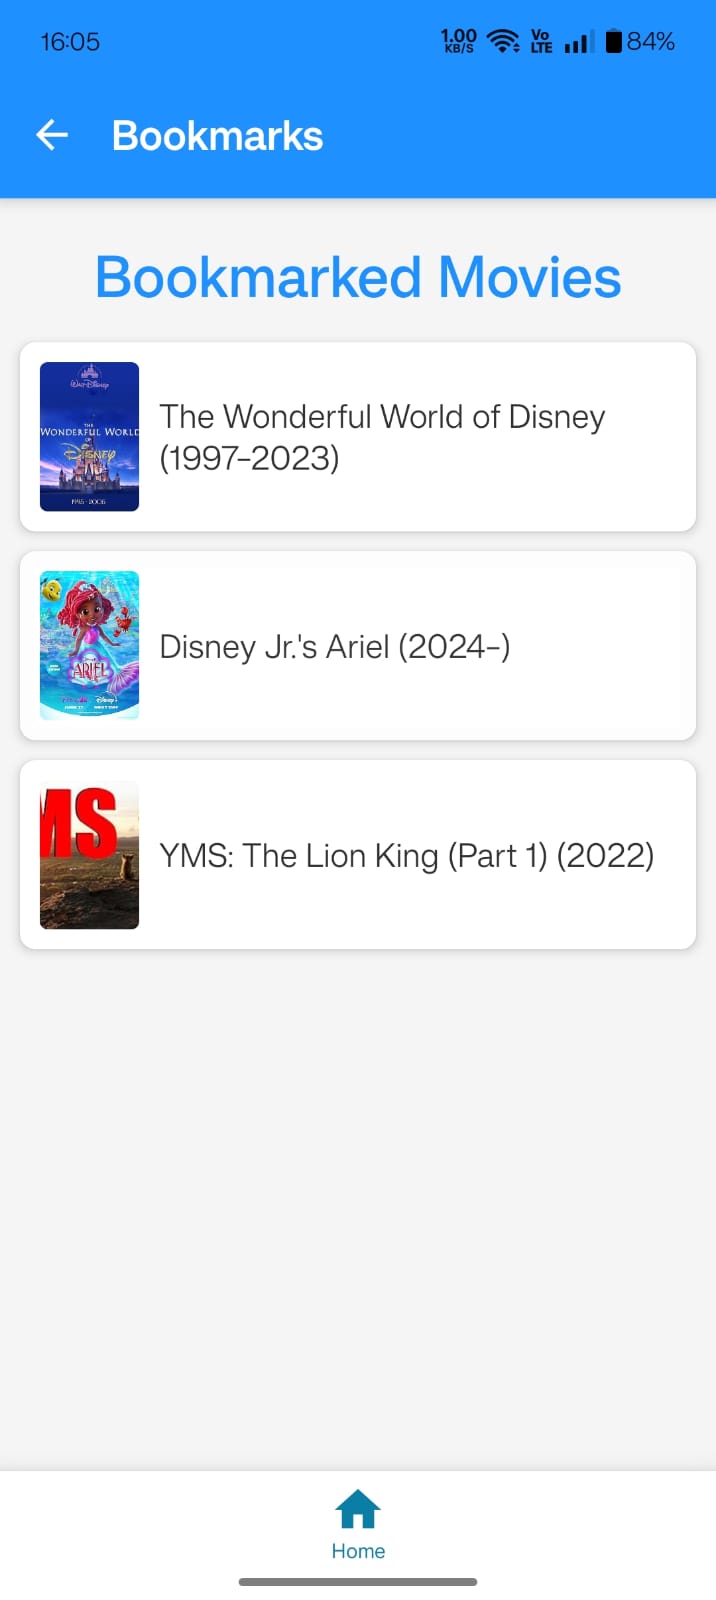 16:05
1.00
KB/S
Vo
LTE
84%
Bookmarks
Bookmarked Movies
WALT DISNEY
THE
WONDERFUL WORLD
OF
DISNEY
The Wonderful World of Disney
(1997–2023)
ARIEL
Disney+
Disney Jr.'s Ariel (2024–)
MS
YMS: The Lion King (Part 1) (2022)
Home